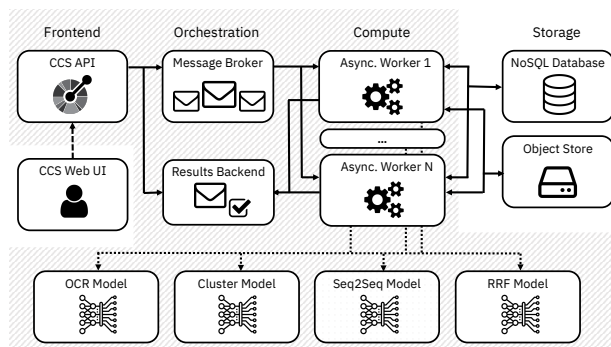 Frontend Orchestration Compute Storage
CCS API Message Broker Async. Worker 1 NoSQL Database
...
Object Store
CCS Web UI Results Backend Async. Worker N
OCR Model Cluster Model Seq2Seq Model RRF Model